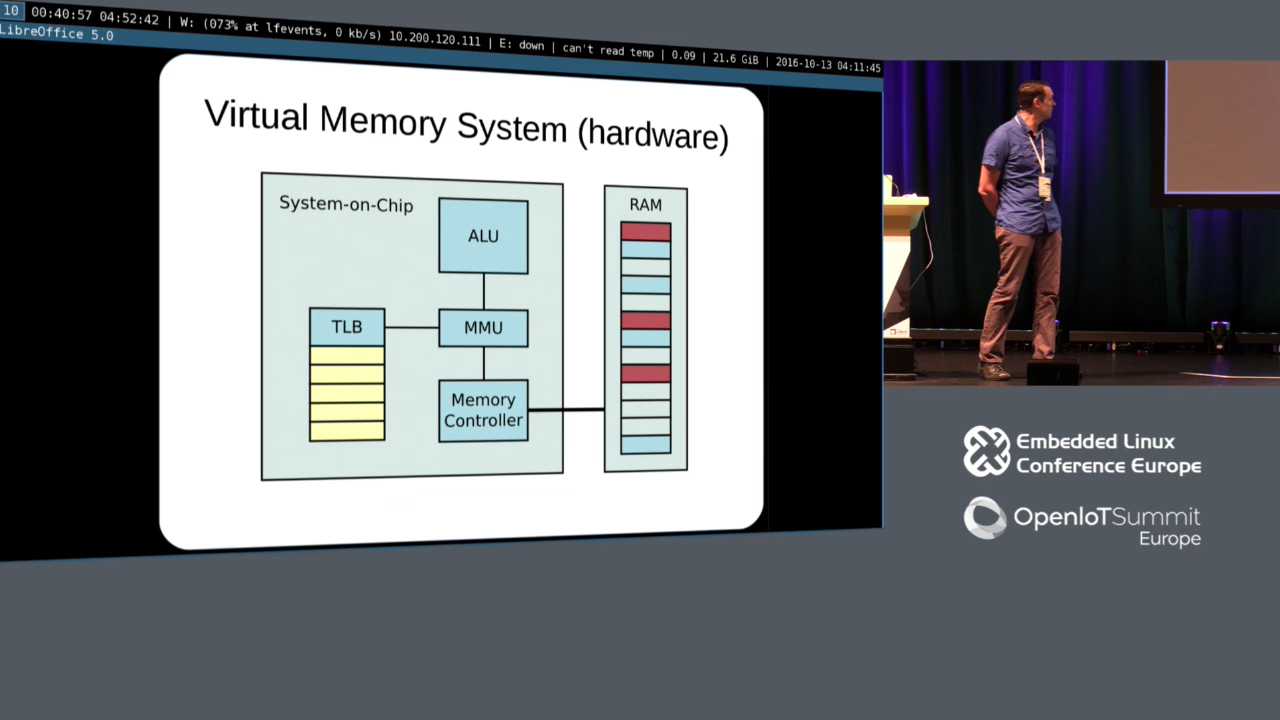 10 00:40:57 04:52:42 | W: (073% at lfevents, 0 kb/s) 10.200.120.111 | E: down | can't read temp | 0.09 | 21.6 GiB | 2016-10-13 04:11:45
LibreOffice 5.0
Virtual Memory System (hardware)
System-on-Chip
ALU
RAM
TLB
MMU
Memory
Controller
Embedded Linux
Conference Europe
OpenIoTSummit
Europe